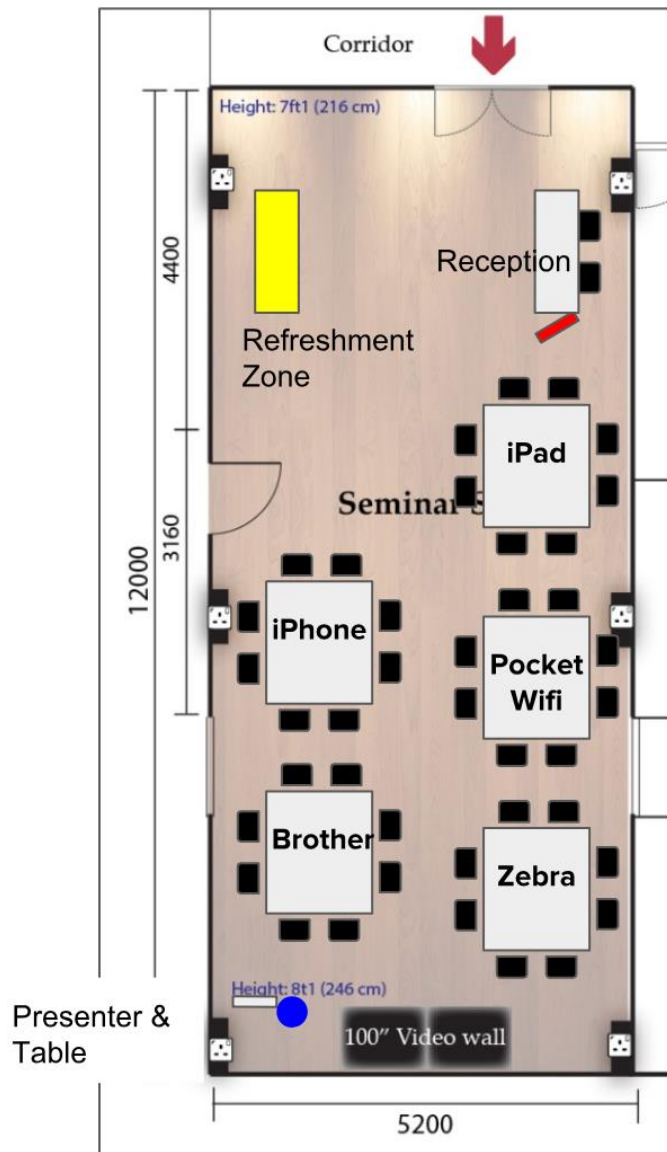 Corridor
Height: 7ft1 (216 cm)
4400
Reception
Refreshment
Zone
iPad
Seminar S
3160
12000
iPhone
Pocket
Wifi
Brother
Zebra
Height: 8t1 (246 cm)
Presenter &
Table
100” Video wall
5200